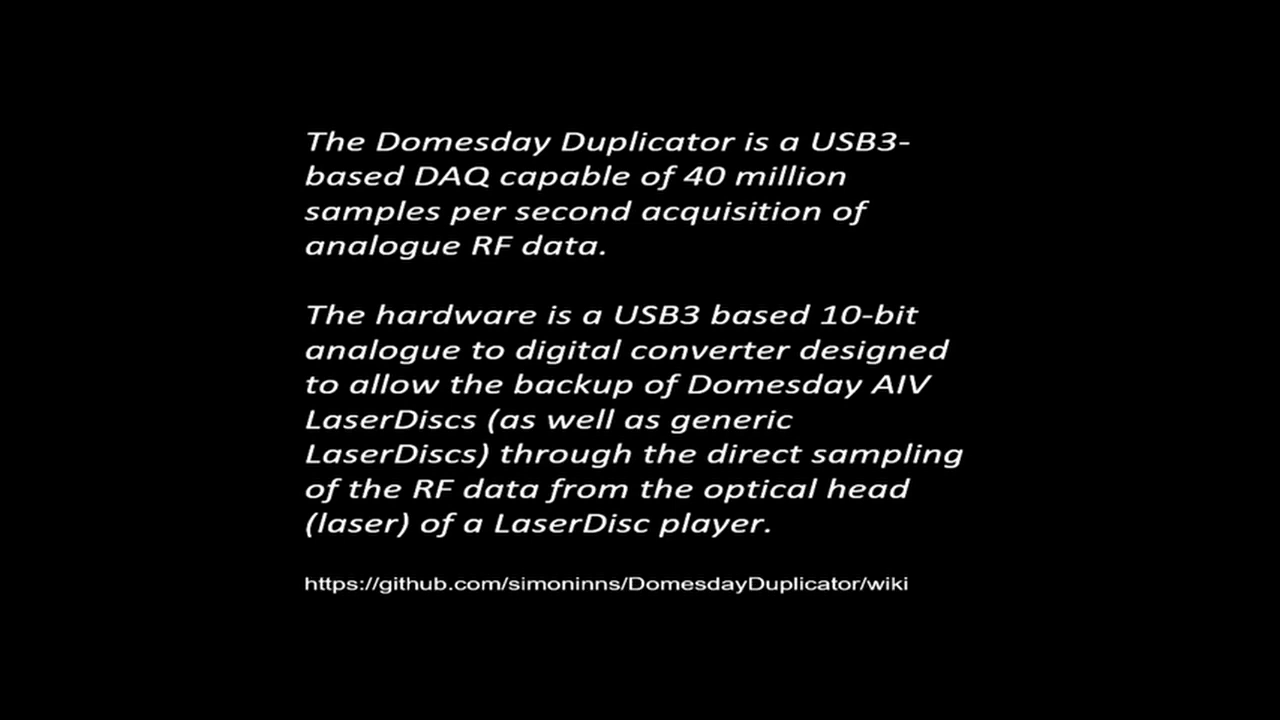 The Domesday Duplicator is a USB3-
based DAQ capable of 40 million
samples per second acquisition of
analogue RF data.
The hardware is a USB3 based 10-bit
analogue to digital converter designed
to allow the backup of Domesday AIV
LaserDiscs (as well as generic
LaserDiscs) through the direct sampling
of the RF data from the optical head
(laser) of a LaserDisc player.
https://github.com/simoninns/DomesdayDuplicator/wiki